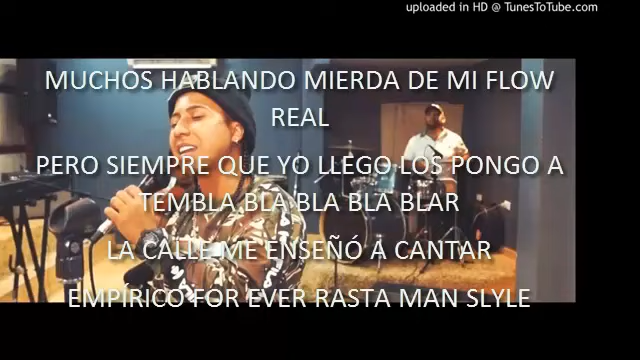 uploaded in HD @ TunesToTube.com
MUCHOS HABLANDO MIERDA DE MI FLOW
REAL
PERO SIEMPRE QUE YO LLEGO LOS PONGO A
TEMBLA BLA BLA BLA BLAR
LA CALLE ME ENSEÑÓ A CANTAR
EMPÍRICO FOR EVER RASTA MAN SLYLE